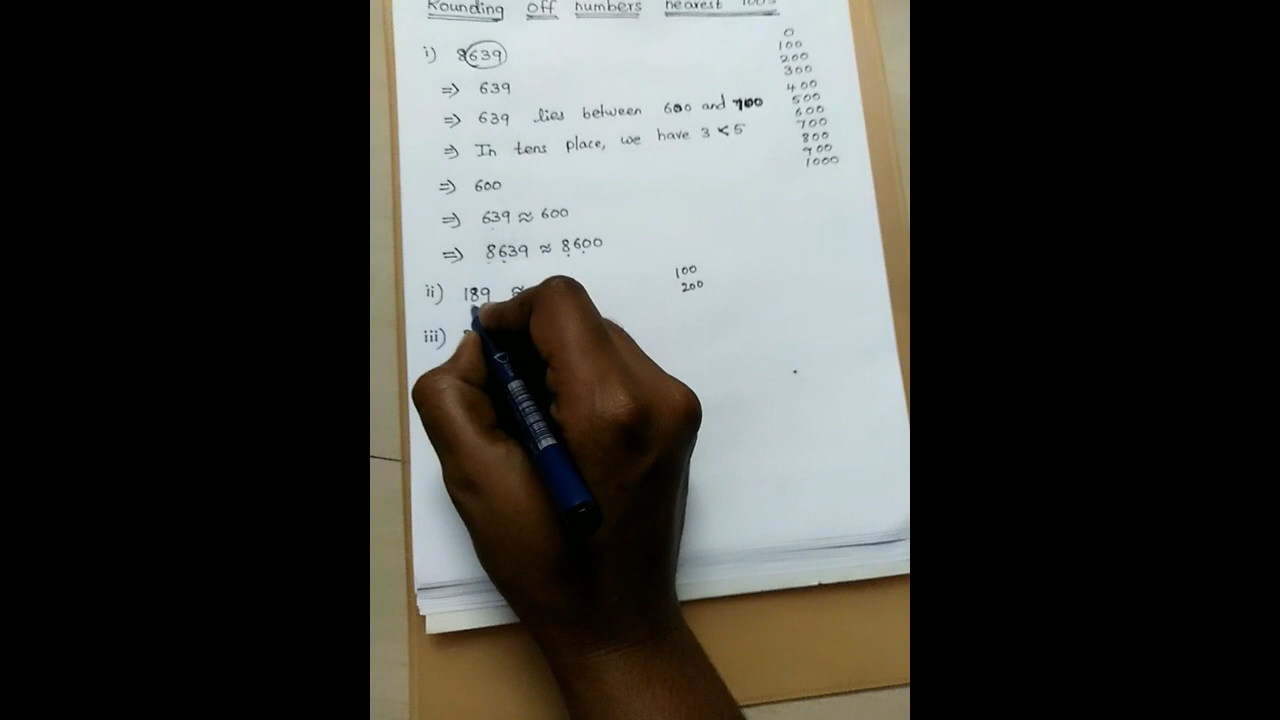 Rounding off numbers nearest 100s
i) 8639
⇒ 639
⇒ 639 lies between 600 and 700
⇒ In tens place, we have 3 < 5
⇒ 600
⇒ 639 ≈ 600
⇒ 8639 ≈ 8600
ii) 189 ≈
iii)
0
100
200
300
400
500
600
700
800
900
1000
100
200